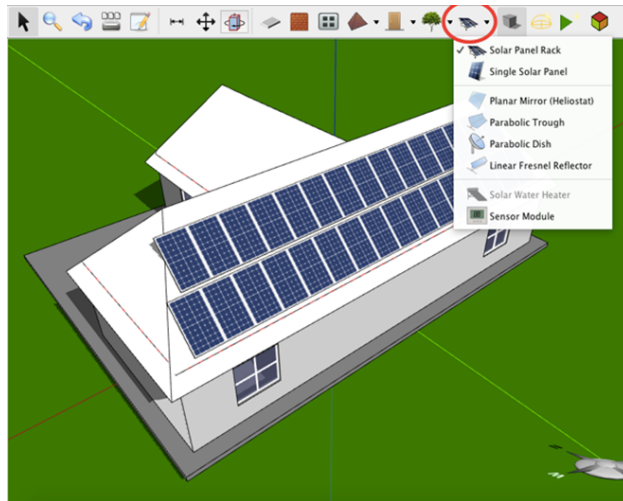 Solar Panel Rack
Single Solar Panel
Planar Mirror (Heliostat)
Parabolic Trough
Parabolic Dish
Linear Fresnel Reflector
Solar Water Heater
Sensor Module